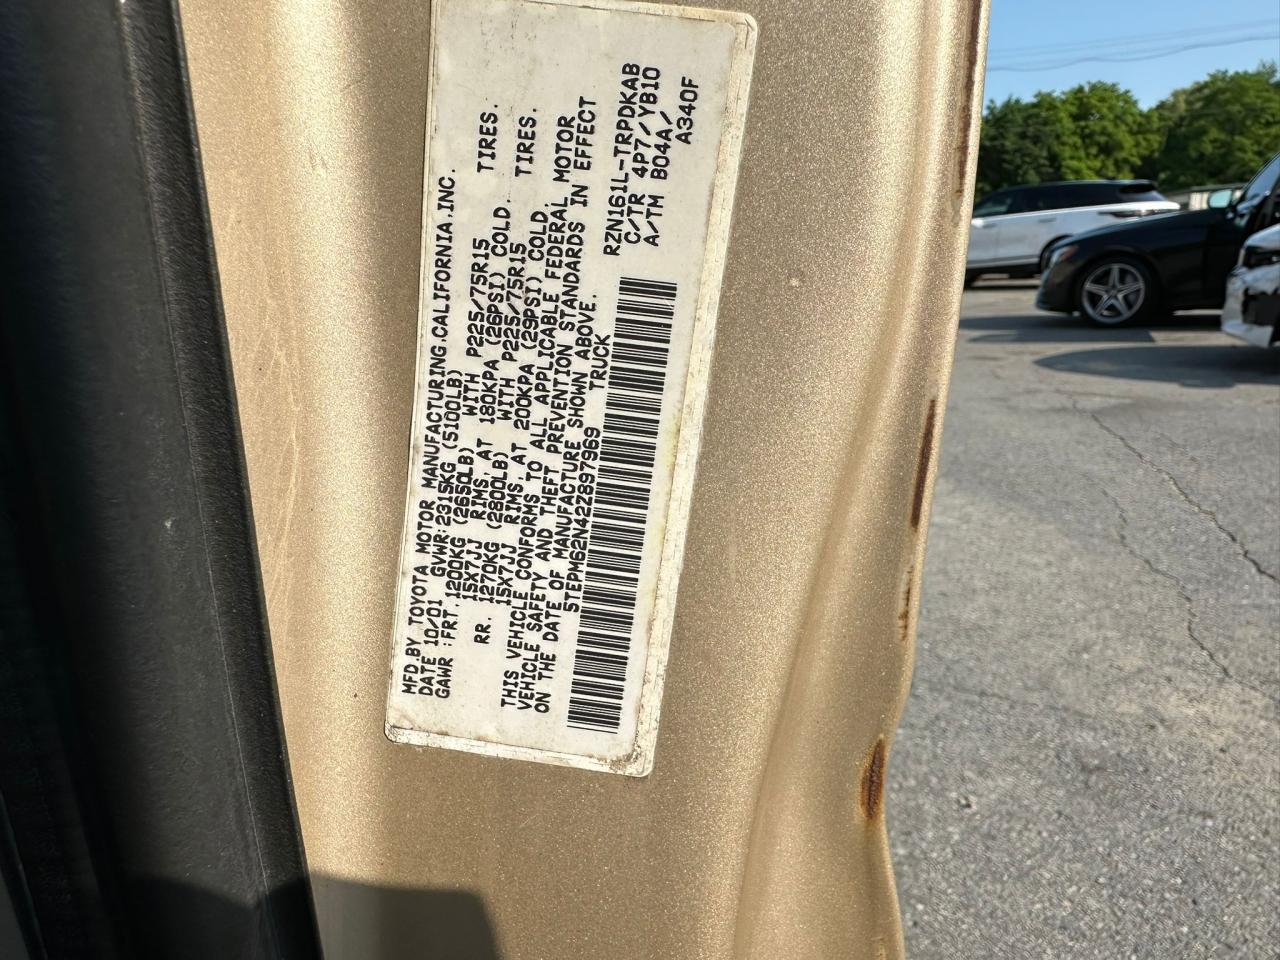 MFD.BY TOYOTA MOTOR MANUFACTURING.CALIFORNIA.INC.
DATE 10/01 GVWR:2315KG (5100LB)
GAWR :FRT. 1200KG (2650LB) WITH P225/75R15 TIRES.
15X7JJ RIMS, AT 180KPA (26PSI) COLD.
RR. 1270KG (2800LB) WITH P225/75R15 TIRES.
15X7JJ RIMS, AT 200KPA (29PSI) COLD.
THIS VEHICLE CONFORMS TO ALL APPLICABLE FEDERAL MOTOR
VEHICLE SAFETY AND THEFT PREVENTION STANDARDS IN EFFECT
ON THE DATE OF MANUFACTURE SHOWN ABOVE.
5TEPM62N42Z897969 TRUCK
RZN161L-TRPDKAB
C/TR 4P7/YB10
A/TM B04A/
A340F